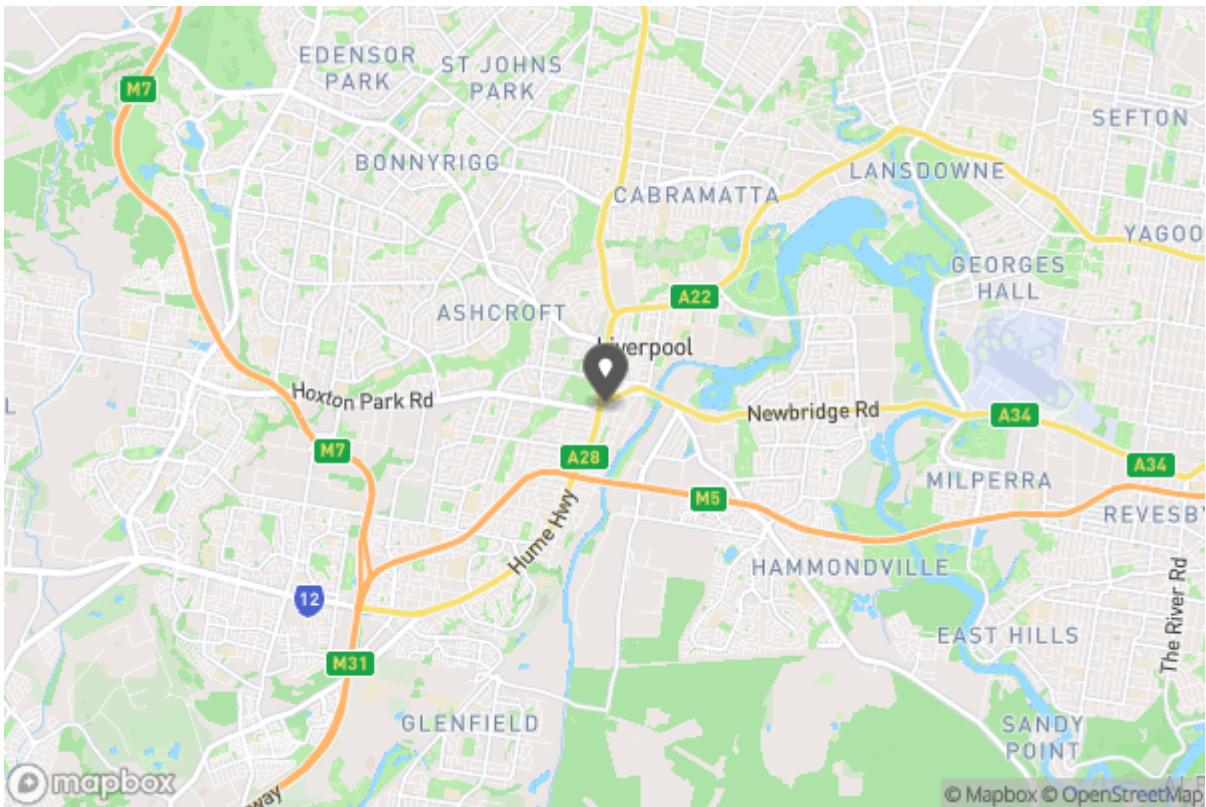 EDENSOR
PARK
ST JOHNS
PARK
M7
SEFTON
BONNYRIGG
LANSDOWNE
CABRAMATTA
YAGOO
GEORGES
HALL
A22
ASHCROFT
Liverpool
Hoxton Park Rd
Newbridge Rd
A34
M7
A28
A34
MILPERRA
M5
REVESBY
Hume Hwy
HAMMONDVILLE
12
EAST HILLS
The River Rd
M31
GLENFIELD
SANDY
POINT
mapbox
way
© Mapbox © OpenStreetMap